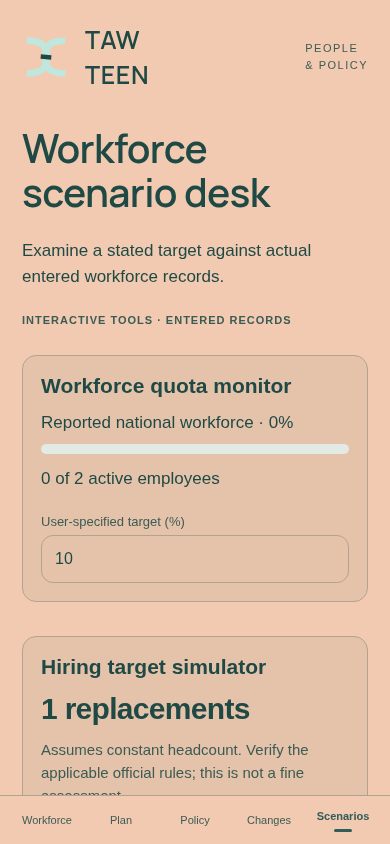 TAW
TEEN
PEOPLE
& POLICY
Workforce
scenario desk
Examine a stated target against actual
entered workforce records.
INTERACTIVE TOOLS · ENTERED RECORDS
Workforce quota monitor
Reported national workforce · 0%
0 of 2 active employees
User-specified target (%)
10
Hiring target simulator
1 replacements
Assumes constant headcount. Verify the
applicable official rules; this is not a fine
assessment.
Workforce
Plan
Policy
Changes
Scenarios